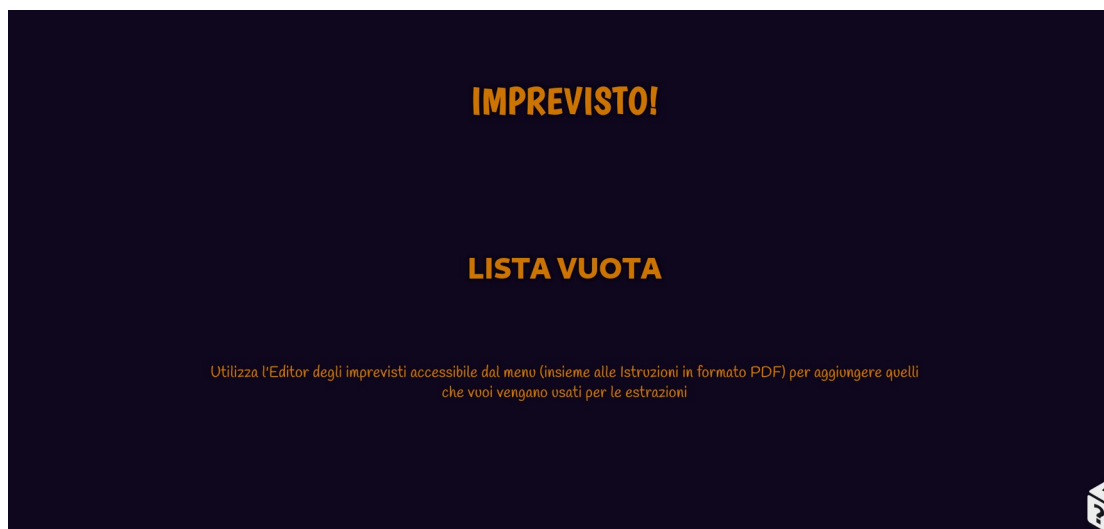 IMPREVISTO!
LISTA VUOTA
Utilizza l'Editor degli imprevisti accessibile dal menu (insieme alle Istruzioni in formato PDF) per aggiungere quelli
che vuoi vengano usati per le estrazioni
?